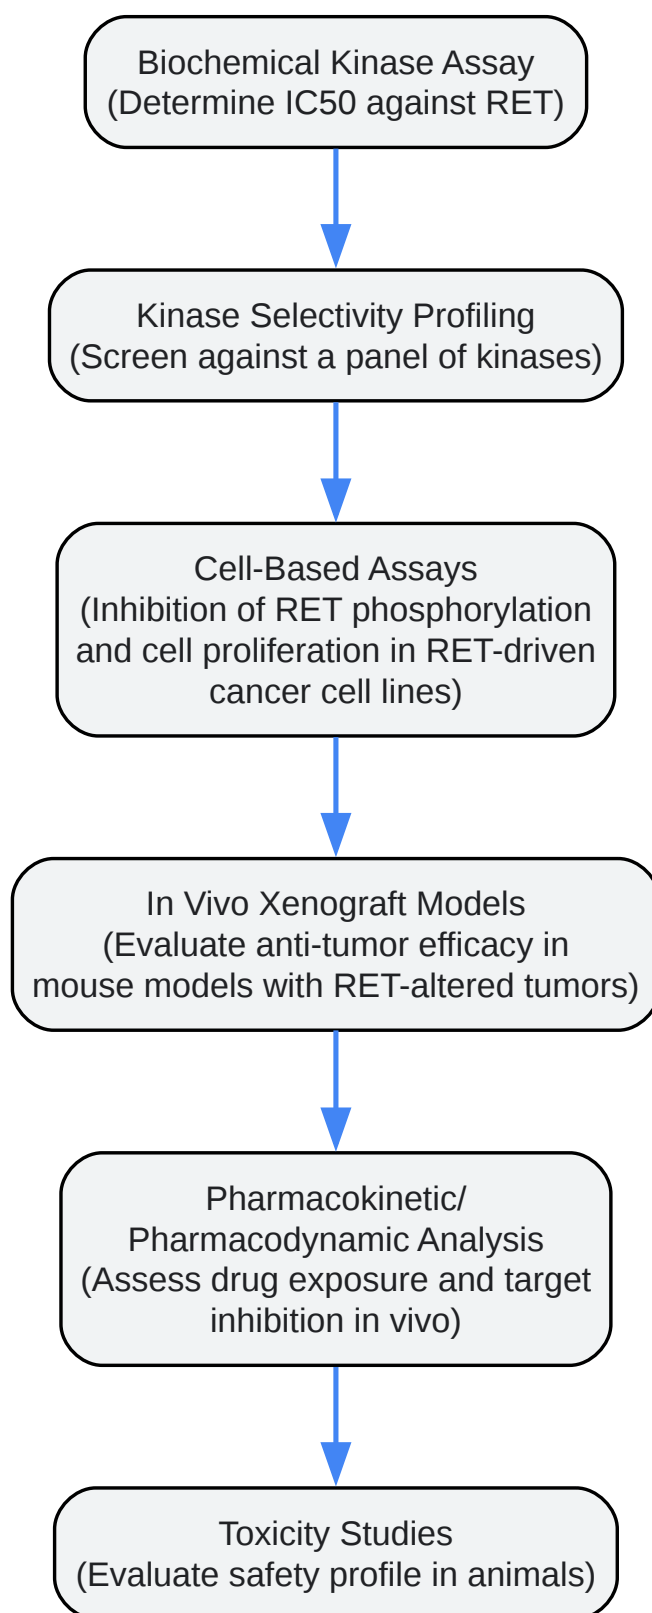 Biochemical Kinase Assay
(Determine IC50 against RET)
Kinase Selectivity Profiling
(Screen against a panel of kinases)
Cell-Based Assays
(Inhibition of RET phosphorylation
and cell proliferation in RET-driven
cancer cell lines)
In Vivo Xenograft Models
(Evaluate anti-tumor efficacy in
mouse models with RET-altered tumors)
Pharmacokinetic/
Pharmacodynamic Analysis
(Assess drug exposure and target
inhibition in vivo)
Toxicity Studies
(Evaluate safety profile in animals)